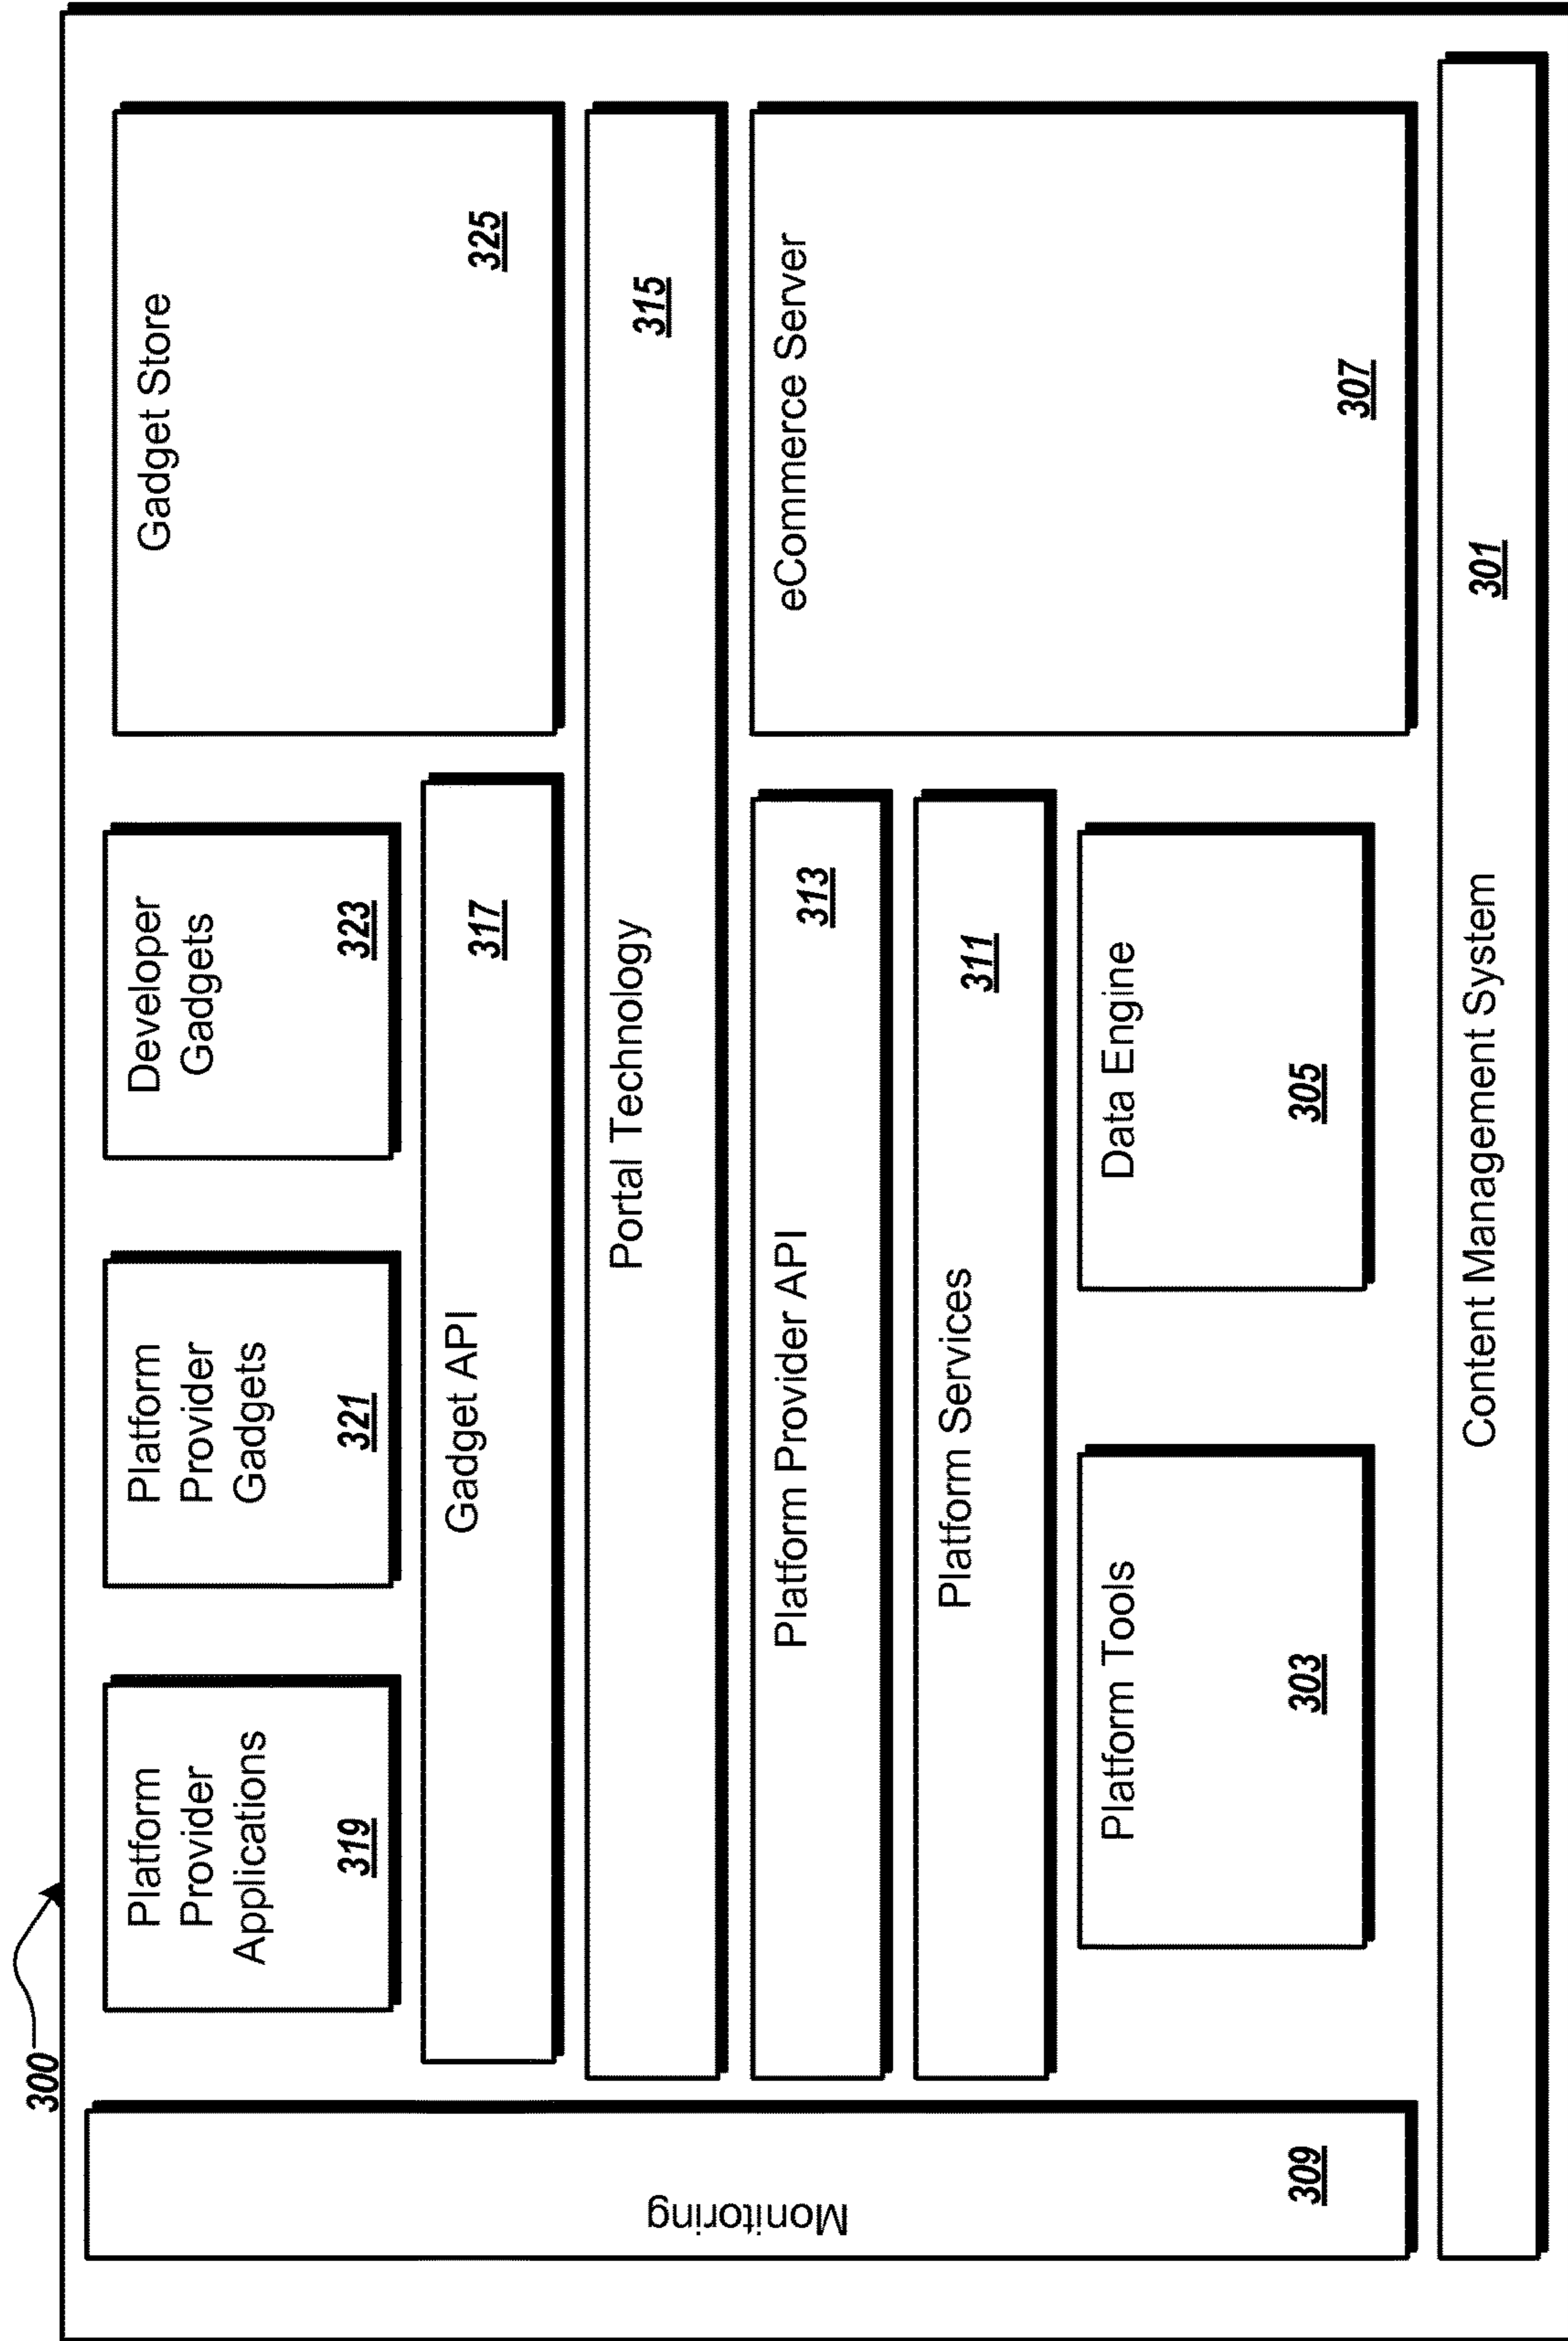 300
Platform
Provider
Applications
319
Platform
Provider
Gadgets
321
Developer
Gadgets
323
Gadget Store
325
Gadget API
317
Portal Technology
315
Platform Provider API
313
Platform Services
311
eCommerce Server
307
Platform Tools
303
Data Engine
305
Monitoring
309
Content Management System
301